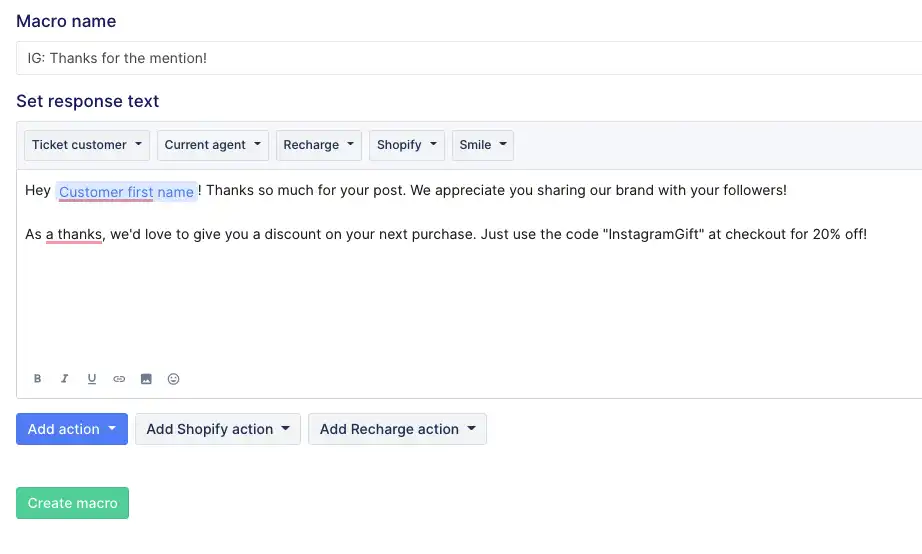 Macro name
IG: Thanks for the mention!
Set response text
Ticket customer Current agent Recharge Shopify Smile
Hey Customer first name! Thanks so much for your post. We appreciate you sharing our brand with your followers!
As a thanks, we'd love to give you a discount on your next purchase. Just use the code "InstagramGift" at checkout for 20% off!
B I U
Add action Add Shopify action Add Recharge action
Create macro